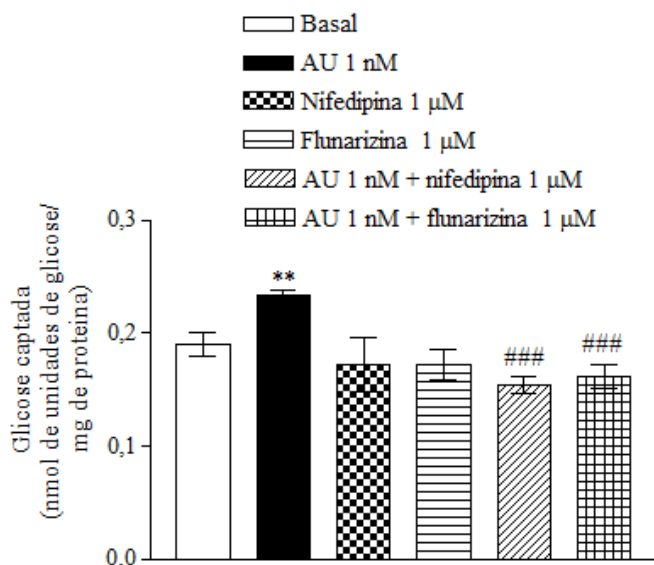 Basal
AU 1 nM
Nifedipina 1 μM
Flunarizina 1 μM
AU 1 nM + nifedipina 1 μM
AU 1 nM + flunarizina 1 μM
Glicose captada
(nmol de unidades de glicose/
mg de proteina)
0,3
0,2
0,1
0,0
**
###
###